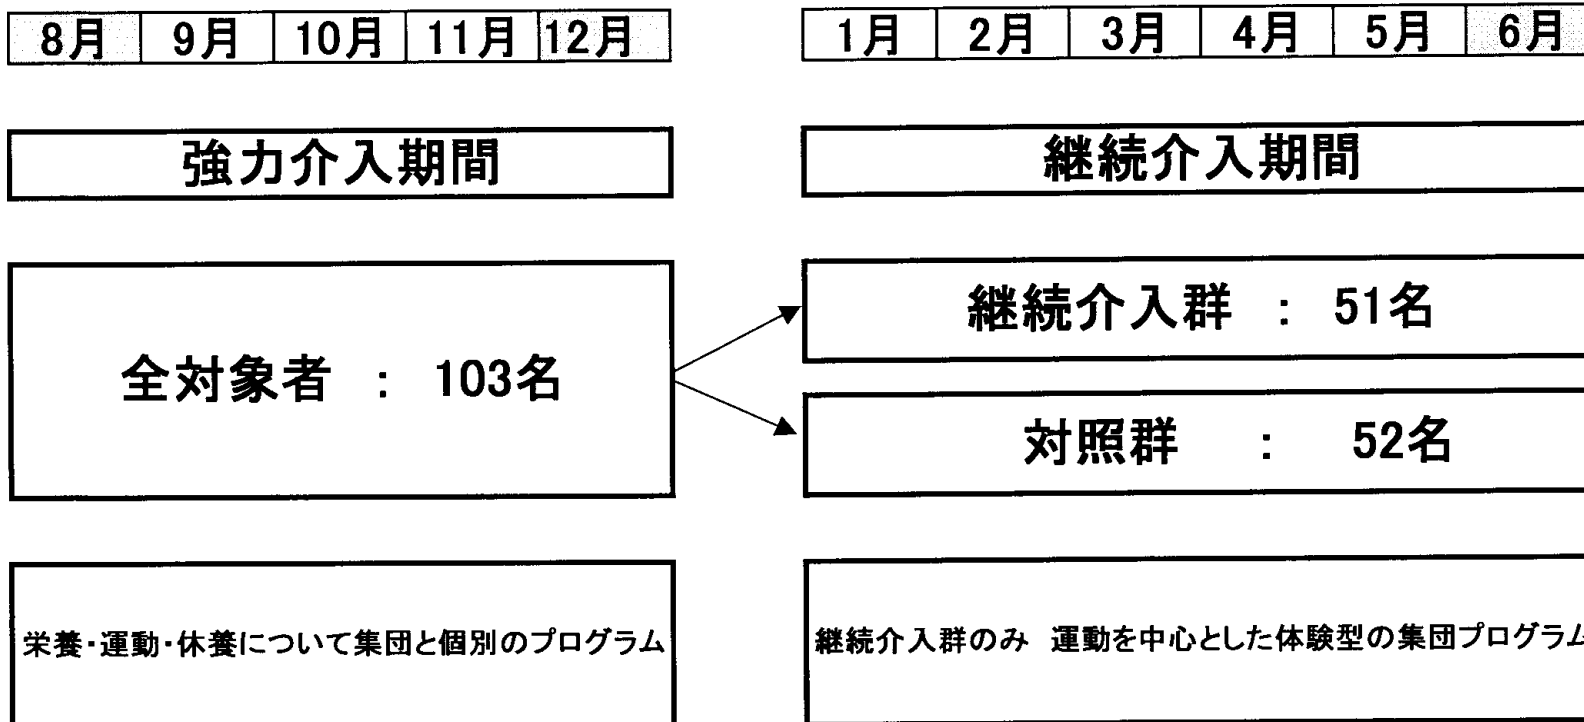 8月 9月 10月 11月 12月
1月 2月 3月 4月 5月 6月
強力介入期間
継続介入期間
全対象者 : 103名
継続介入群 : 51名
対照群 : 52名
栄養・運動・休養について集団と個別のプログラム
継続介入群のみ 運動を中心とした体験型の集団プログラム